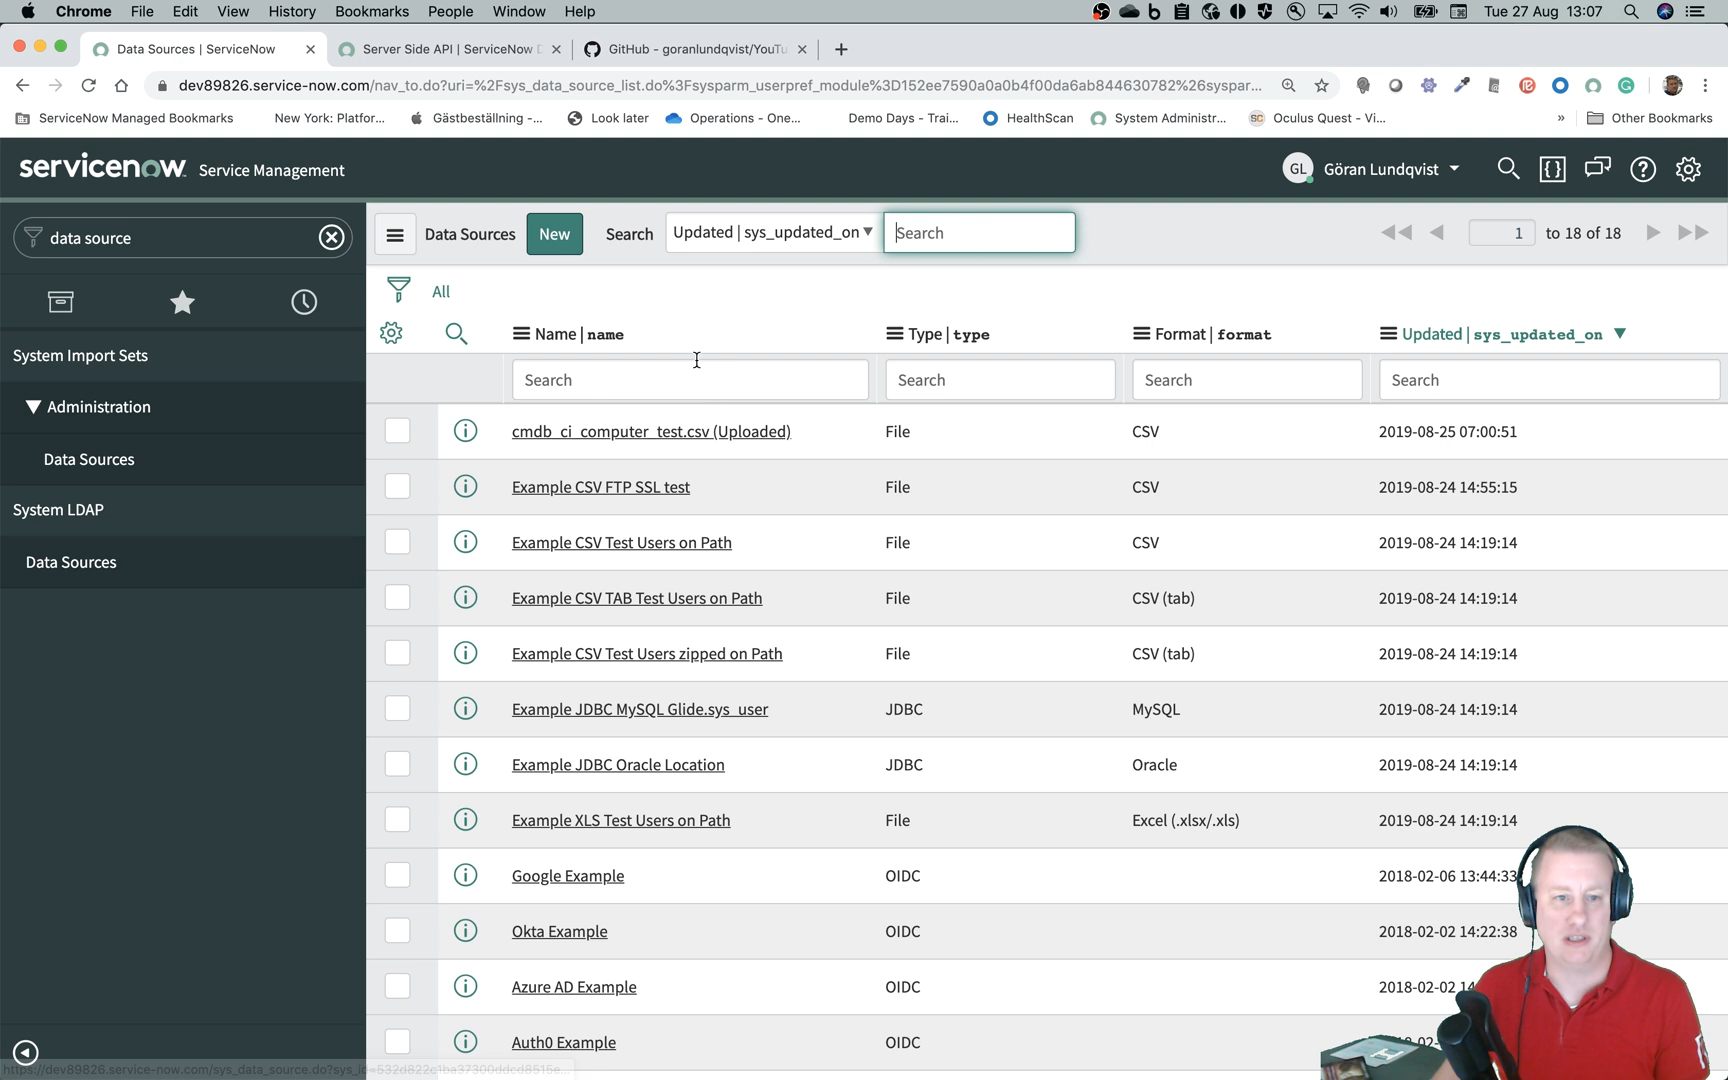 Chrome File Edit View History Bookmarks People Window Help Tue 27 Aug 13:07
Data Sources | ServiceNow Server Side API | ServiceNow D GitHub - goranlundqvist/YouTu
dev89826.service-now.com/nav_to.do?uri=%2Fsys_data_source_list.do%3Fsysparm_userpref_module%3D152ee7590a0a0b4f00da6ab844630782%26syspar...
ServiceNow Managed Bookmarks New York: Platfor... Gästbeställning -... Look later Operations - One... Demo Days - Trai... HealthScan System Administr... SC Oculus Quest - Vi... » Other Bookmarks
servicenow Service Management GL Göran Lundqvist
data source
Data Sources New Search Updated | sys_updated_on Search 1 to 18 of 18
All
Name | name Type | type Format | format Updated | sys_updated_on
Search Search Search Search
System Import Sets
Administration
Data Sources
System LDAP
Data Sources
cmdb_ci_computer_test.csv (Uploaded) File CSV 2019-08-25 07:00:51
Example CSV FTP SSL test File CSV 2019-08-24 14:55:15
Example CSV Test Users on Path File CSV 2019-08-24 14:19:14
Example CSV TAB Test Users on Path File CSV (tab) 2019-08-24 14:19:14
Example CSV Test Users zipped on Path File CSV (tab) 2019-08-24 14:19:14
Example JDBC MySQL Glide.sys_user JDBC MySQL 2019-08-24 14:19:14
Example JDBC Oracle Location JDBC Oracle 2019-08-24 14:19:14
Example XLS Test Users on Path File Excel (.xlsx/.xls) 2019-08-24 14:19:14
Google Example OIDC 2018-02-06 13:44:33
Okta Example OIDC 2018-02-02 14:22:38
Azure AD Example OIDC 2018-02-02 14
Auth0 Example OIDC